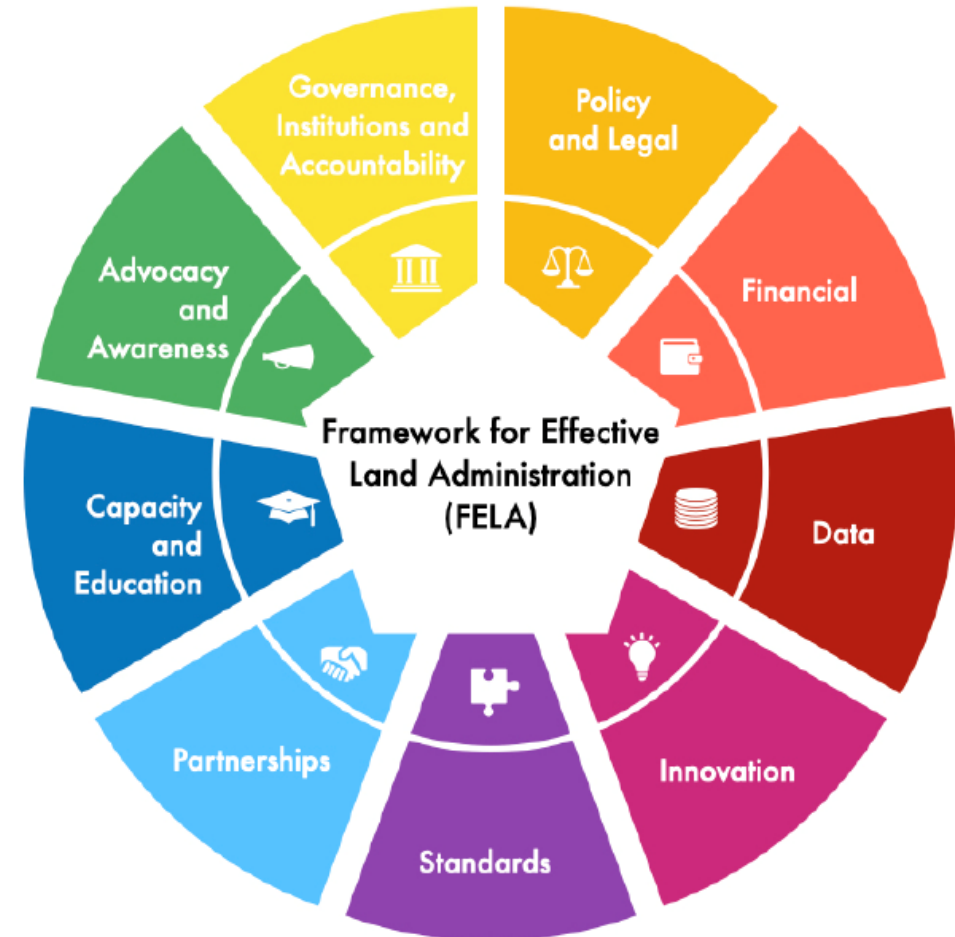 Governance,
Institutions and
Accountability
Policy
and Legal
Financial
Data
Innovation
Standards
Partnerships
Capacity
and
Education
Advocacy
and
Awareness
Framework for Effective
Land Administration
(FELA)